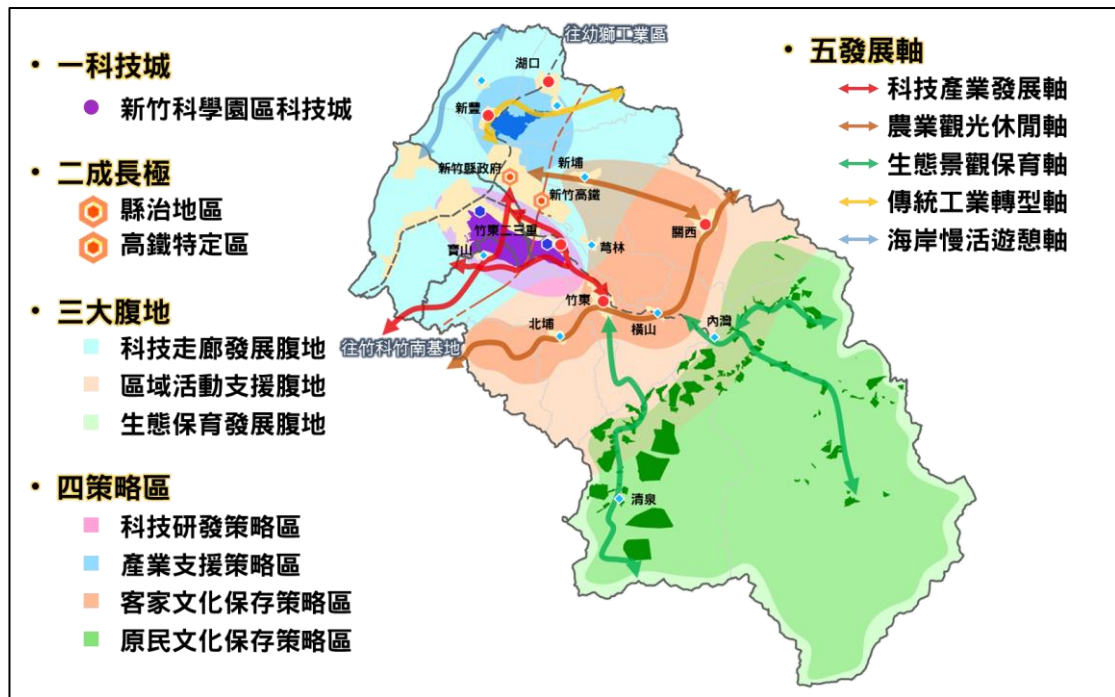 一科技城
新竹科學園區科技城
二成長極
縣治地區
高鐵特定區
三大腹地
科技走廊發展腹地
區域活動支援腹地
生態保育發展腹地
四策略區
科技研發策略區
產業支援策略區
客家文化保存策略區
原民文化保存策略區
往幼獅工業區
湖口
新豐
新竹縣政府
新埔
新竹高鐵
竹東二三重
寶山
芎林
關西
竹東
北埔
橫山
內灣
往竹科竹南基地
清泉
五發展軸
科技產業發展軸
農業觀光休閒軸
生態景觀保育軸
傳統工業轉型軸
海岸慢活遊憩軸